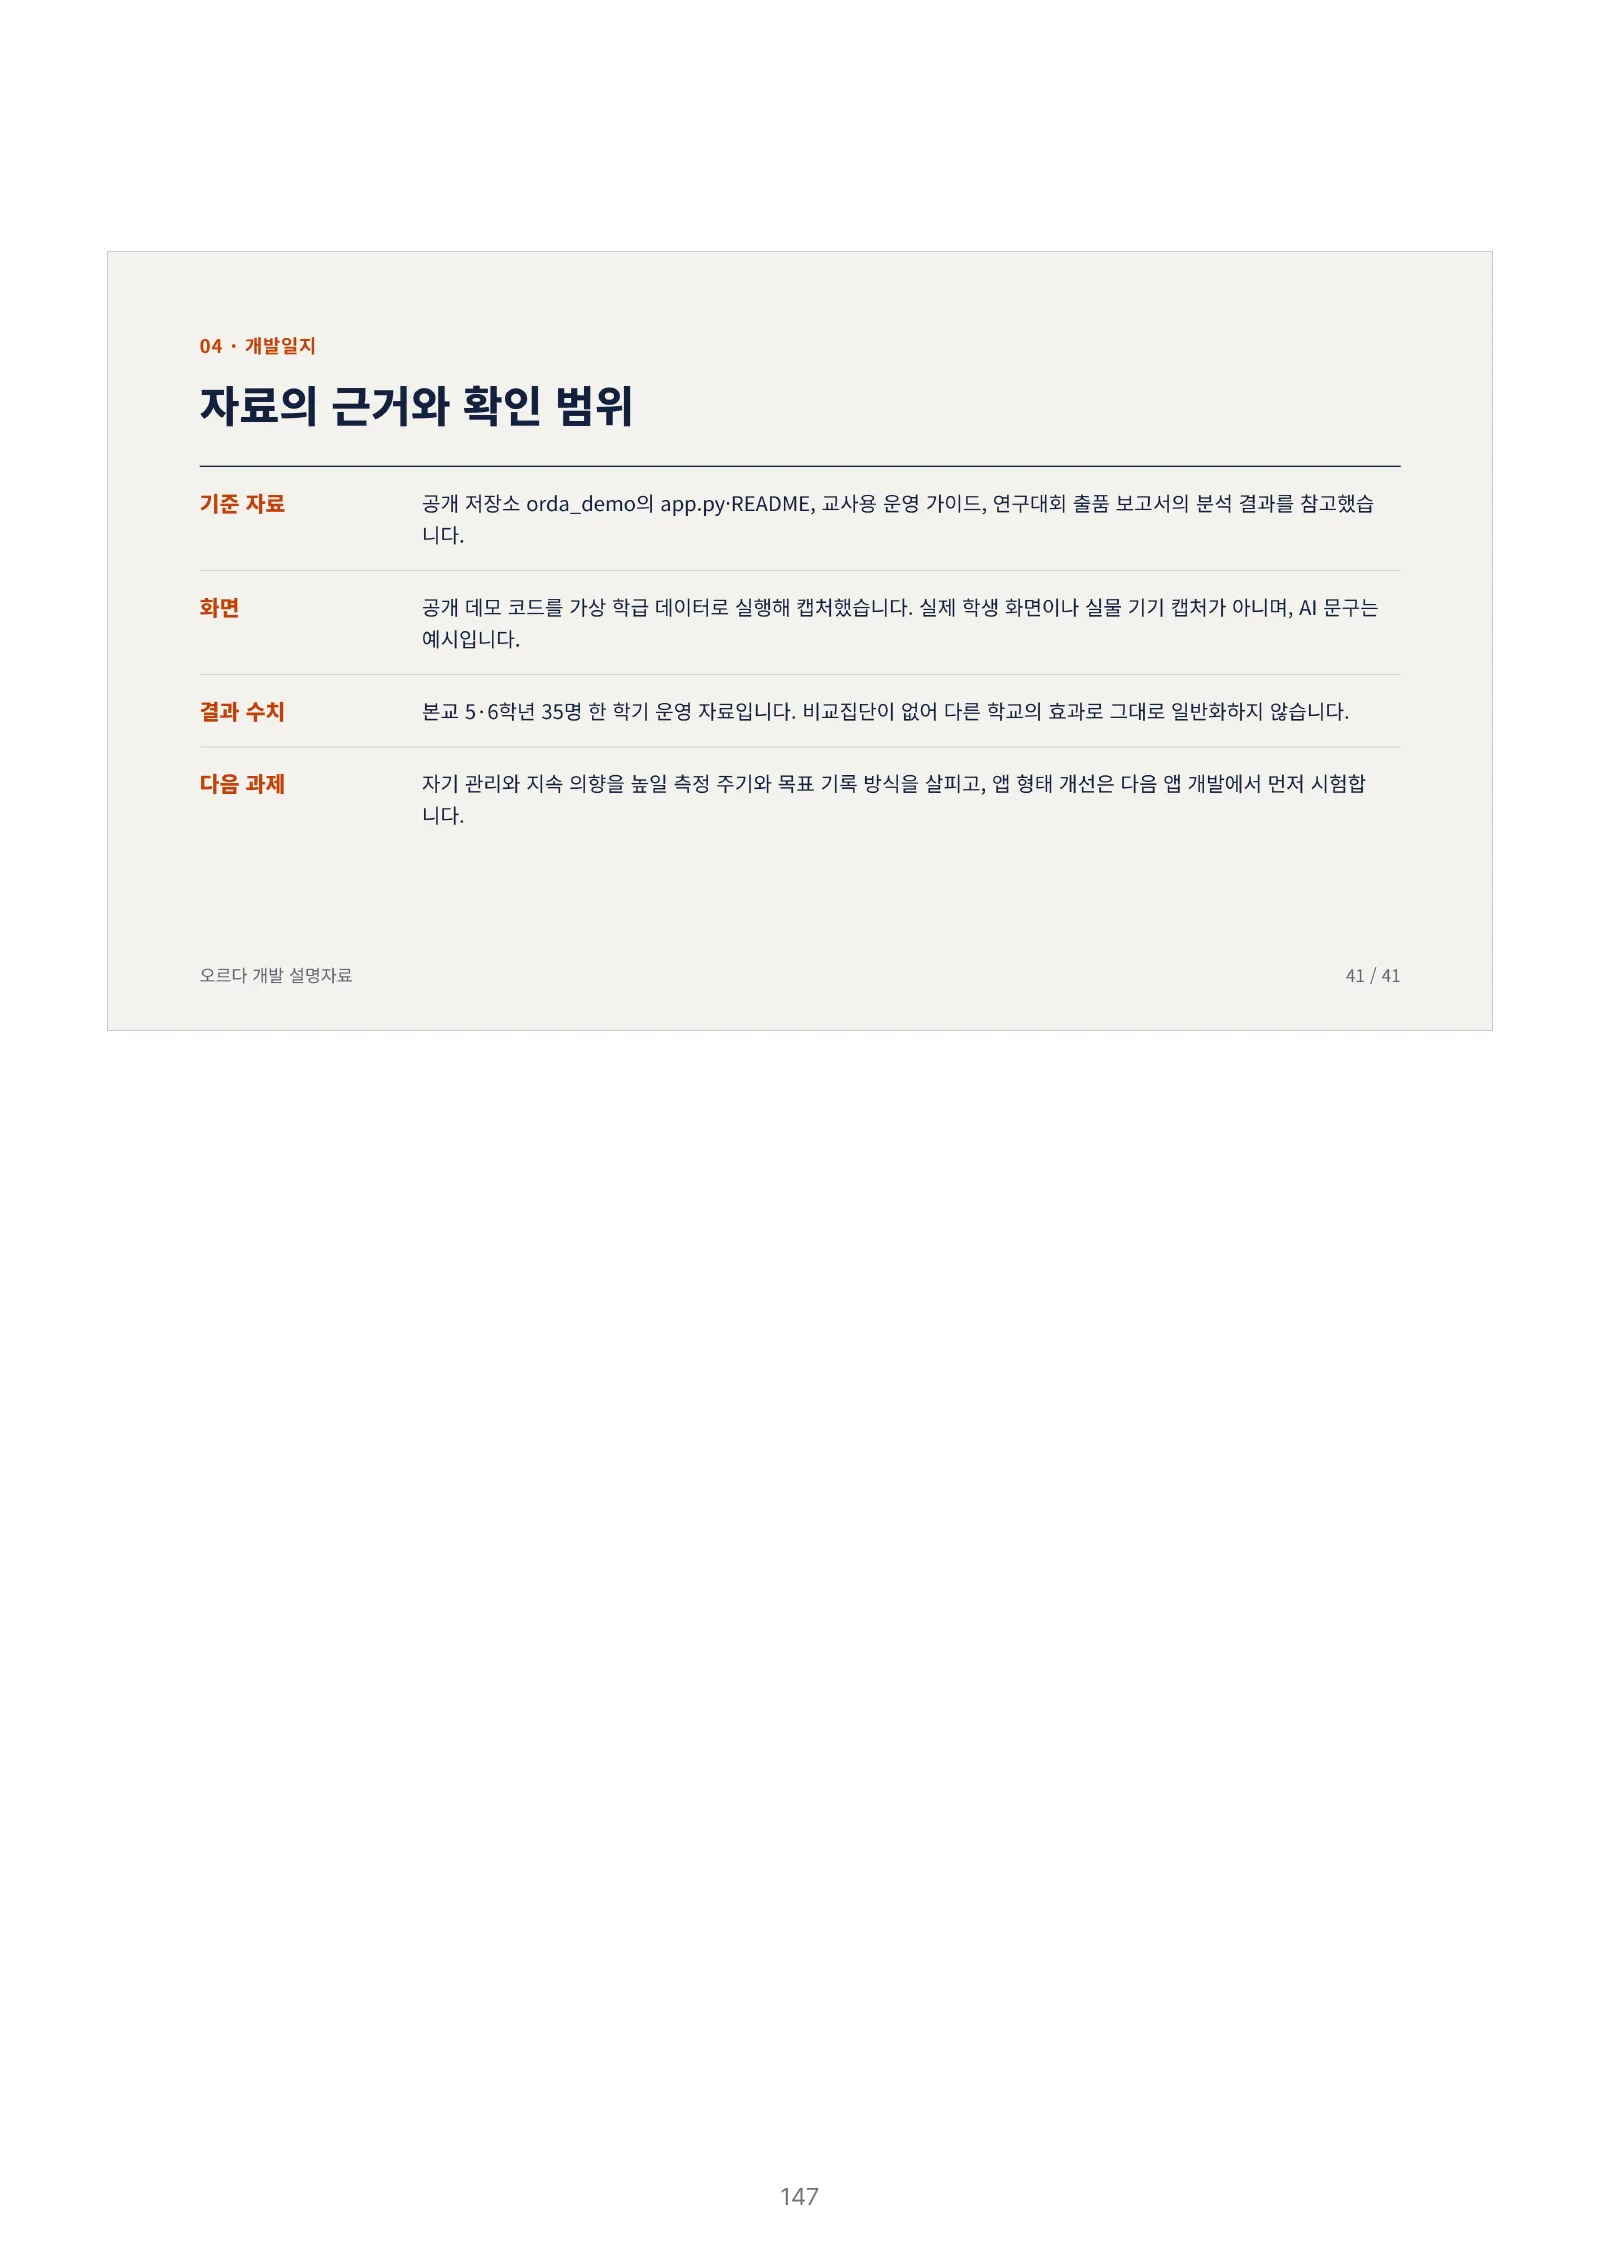 04 · 개발일지
자료의 근거와 확인 범위
기준 자료
공개 저장소 orda_demo의 app.py·README, 교사용 운영 가이드, 연구대회 출품 보고서의 분석 결과를 참고했습
니다.
화면
공개 데모 코드를 가상 학급 데이터로 실행해 캡처했습니다. 실제 학생 화면이나 실물 기기 캡처가 아니며, AI 문구는
예시입니다.
결과 수치
본교 5·6학년 35명 한 학기 운영 자료입니다. 비교집단이 없어 다른 학교의 효과로 그대로 일반화하지 않습니다.
다음 과제
자기 관리와 지속 의향을 높일 측정 주기와 목표 기록 방식을 살피고, 앱 형태 개선은 다음 앱 개발에서 먼저 시험합
니다.
오르다 개발 설명자료
41 / 41
147